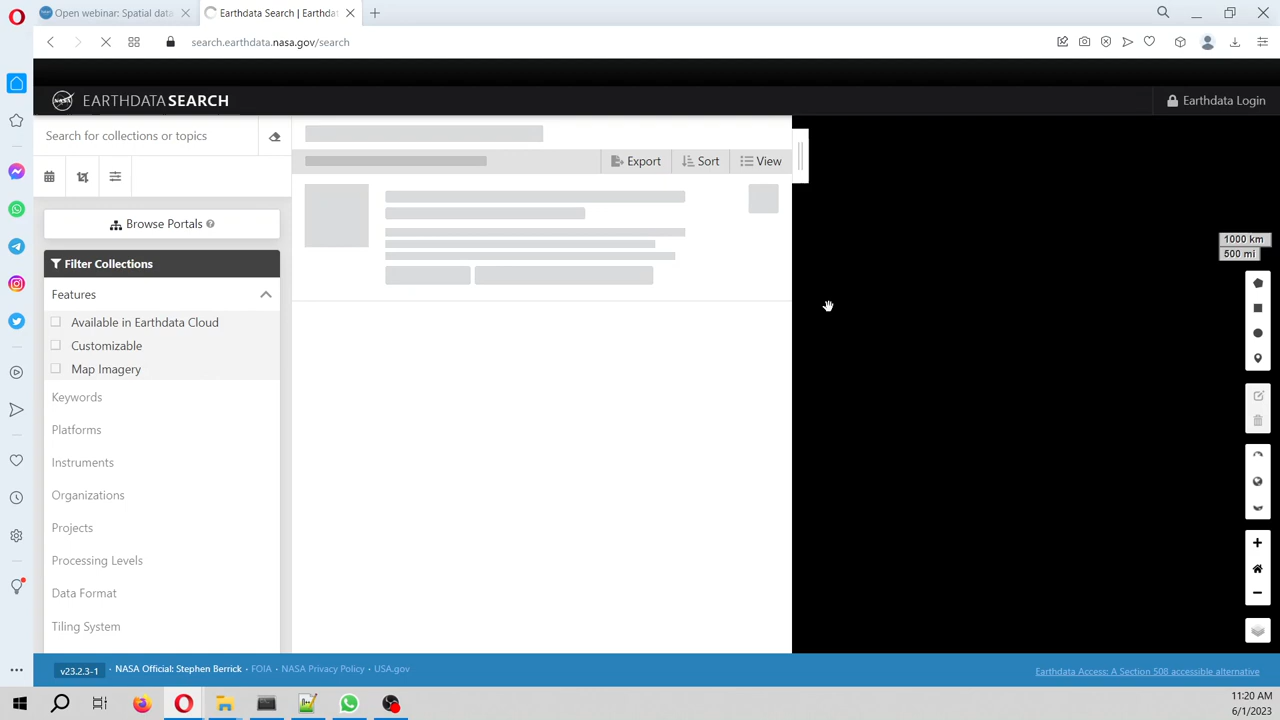 Open webinar: Spatial data
Earthdata Search | Earthdat
search.earthdata.nasa.gov/search
EARTHDATA SEARCH
Earthdata Login
Search for collections or topics
Export
Sort
View
Browse Portals
Filter Collections
Features
Available in Earthdata Cloud
Customizable
Map Imagery
Keywords
Platforms
Instruments
Organizations
Projects
Processing Levels
Data Format
Tiling System
1000 km
500 mi
v23.2.3-1 · NASA Official: Stephen Berrick · FOIA · NASA Privacy Policy · USA.gov
Earthdata Access: A Section 508 accessible alternative
11:20 AM
6/1/2023